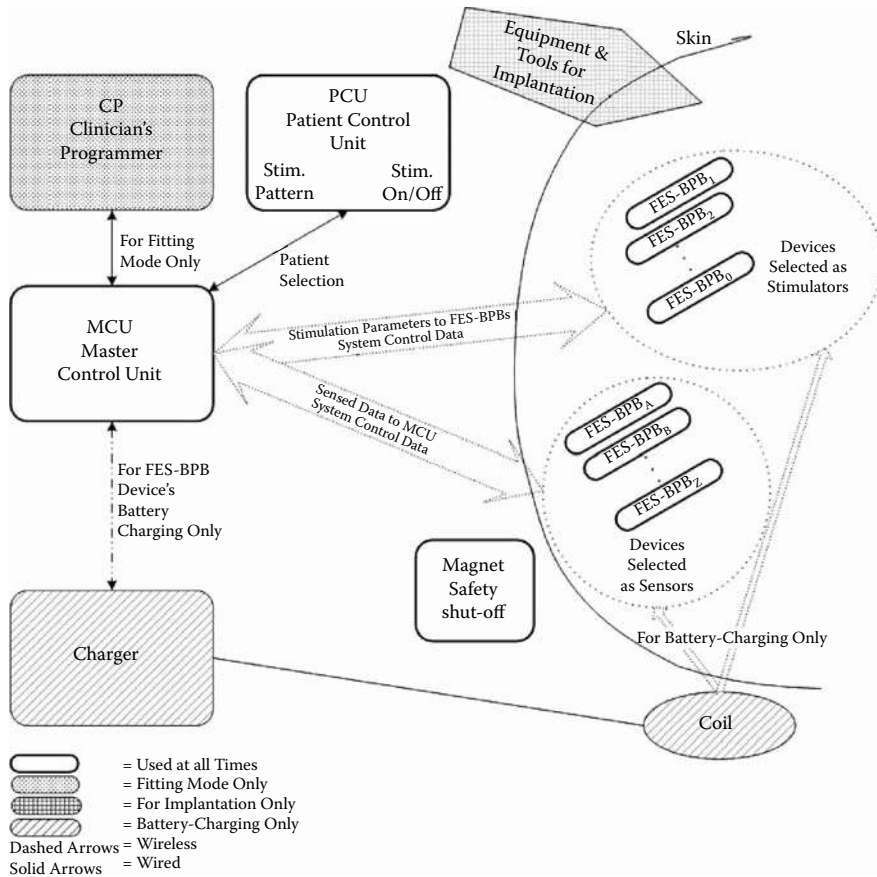 Equipment &
Tools for
Implantation
Skin
CP
Clinician's
Programmer
PCU
Patient Control
Unit
Stim.
Pattern
Stim.
On/Off
For Fitting
Mode Only
Patient
Selection
FES-BPB1
FES-BPB2
FES-BPB0
Devices
Selected as
Stimulators
MCU
Master
Control Unit
Stimulation Parameters to FES-BPBs
System Control Data
Sensed Data to MCU
System Control Data
FES-BPBA
FES-BPBB
FES-BPBZ
Devices
Selected
as Sensors
For FES-BPB
Device's
Battery
Charging Only
Magnet
Safety
shut-off
For Battery-Charging Only
Charger
Coil
= Used at all Times
= Fitting Mode Only
= For Implantation Only
= Battery-Charging Only
Dashed Arrows = Wireless
Solid Arrows = Wired